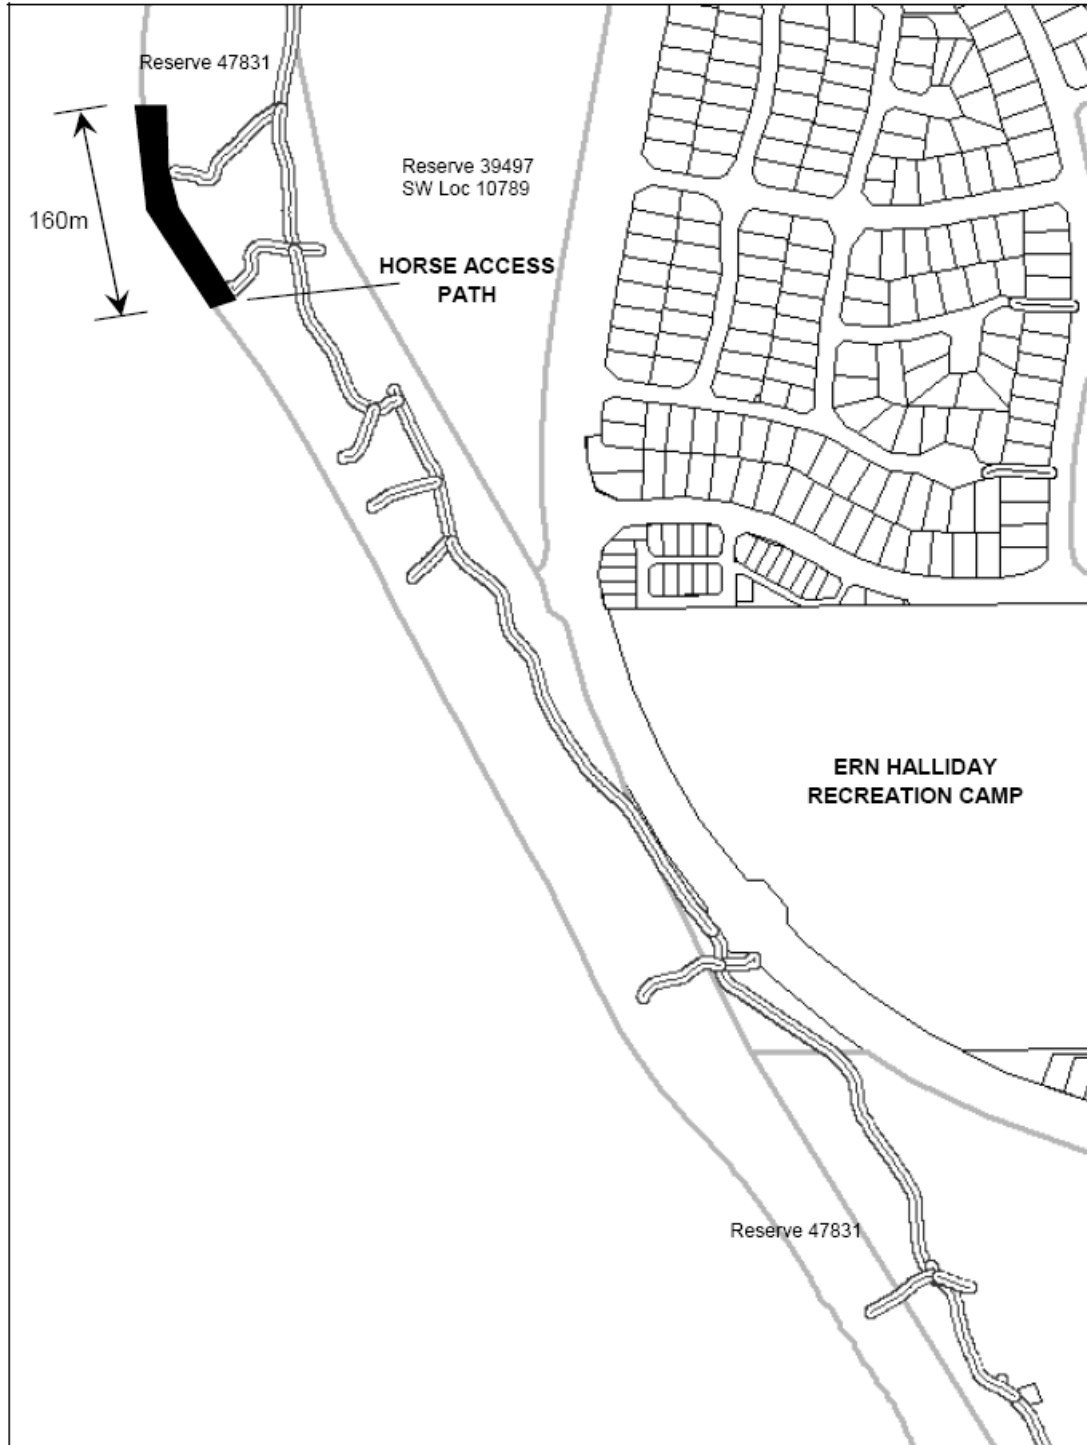 Reserve 47831
Reserve 39497
SW Loc 10789
160m
HORSE ACCESS
PATH
ERN HALLIDAY
RECREATION CAMP
Reserve 47831